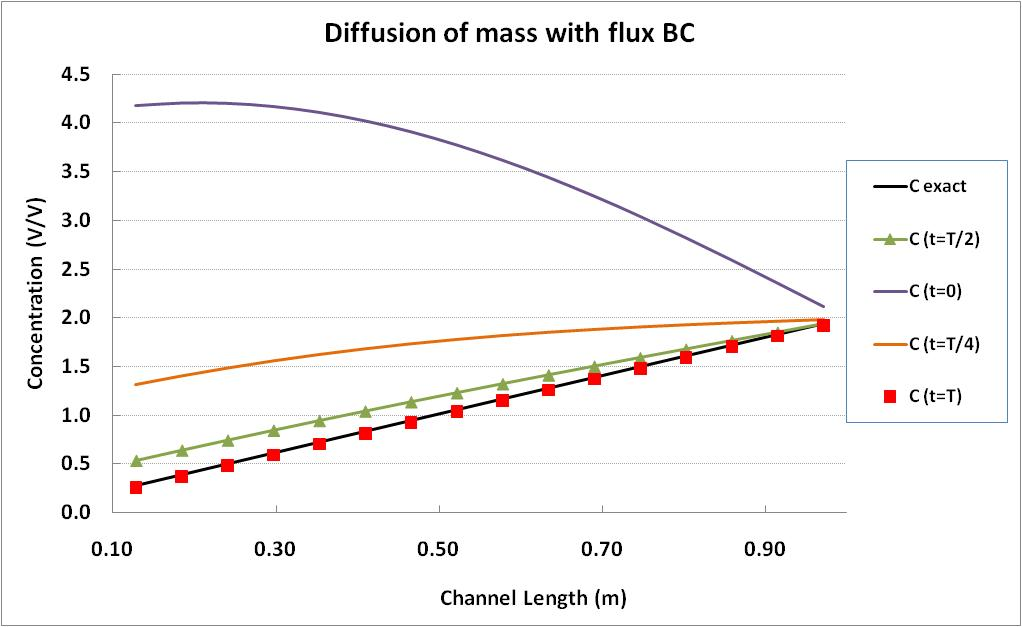 Diffusion of mass with flux BC
4.5
4.0
3.5
3.0
2.5
2.0
1.5
1.0
0.5
0.0
Concentration (V/V)
0.10 0.30 0.50 0.70 0.90
Channel Length (m)
C exact
C (t=T/2)
C (t=0)
C (t=T/4)
C (t=T)